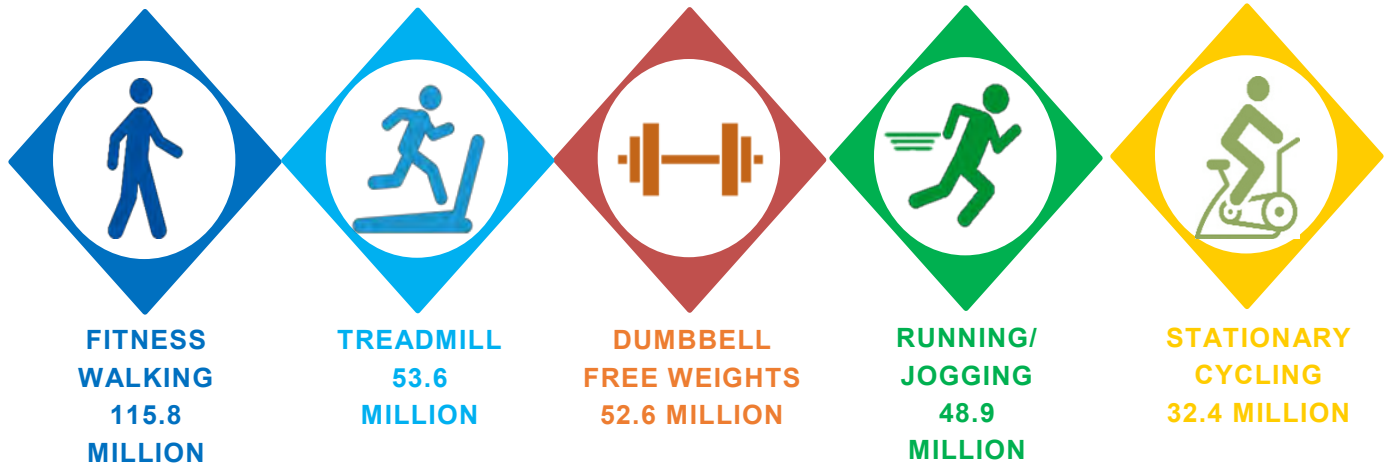 FITNESS
WALKING
115.8
MILLION
TREADMILL
53.6
MILLION
DUMBBELL
FREE WEIGHTS
52.6 MILLION
RUNNING/
JOGGING
48.9
MILLION
STATIONARY
CYCLING
32.4 MILLION